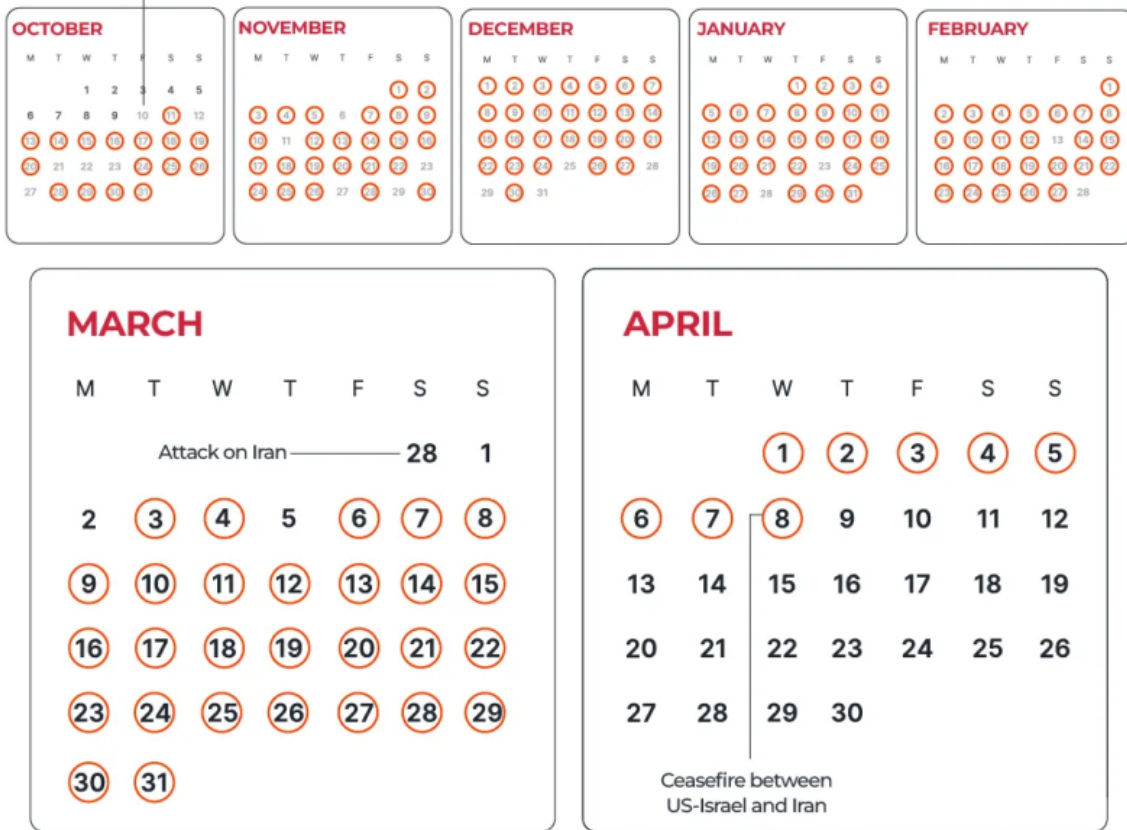 OCTOBER
M T W T F S S
1 2 3 4 5
6 7 8 9 10 11 12
13 14 15 16 17 18 19
20 21 22 23 24 25 26
27 28 29 30 31
NOVEMBER
M T W T F S S
1 2
3 4 5 6 7 8 9
10 11 12 13 14 15 16
17 18 19 20 21 22 23
24 25 26 27 28 29 30
DECEMBER
M T W T F S S
1 2 3 4 5 6 7
8 9 10 11 12 13 14
15 16 17 18 19 20 21
22 23 24 25 26 27 28
29 30 31
JANUARY
M T W T F S S
1 2 3 4
5 6 7 8 9 10 11
12 13 14 15 16 17 18
19 20 21 22 23 24 25
26 27 28 29 30 31
FEBRUARY
M T W T F S S
1
2 3 4 5 6 7 8
9 10 11 12 13 14 15
16 17 18 19 20 21 22
23 24 25 26 27 28
MARCH
M T W T F S S
Attack on Iran 28 1
2 3 4 5 6 7 8
9 10 11 12 13 14 15
16 17 18 19 20 21 22
23 24 25 26 27 28 29
30 31
APRIL
M T W T F S S
1 2 3 4 5
6 7 8 9 10 11 12
13 14 15 16 17 18 19
20 21 22 23 24 25 26
27 28 29 30
Ceasefire between
US-Israel and Iran